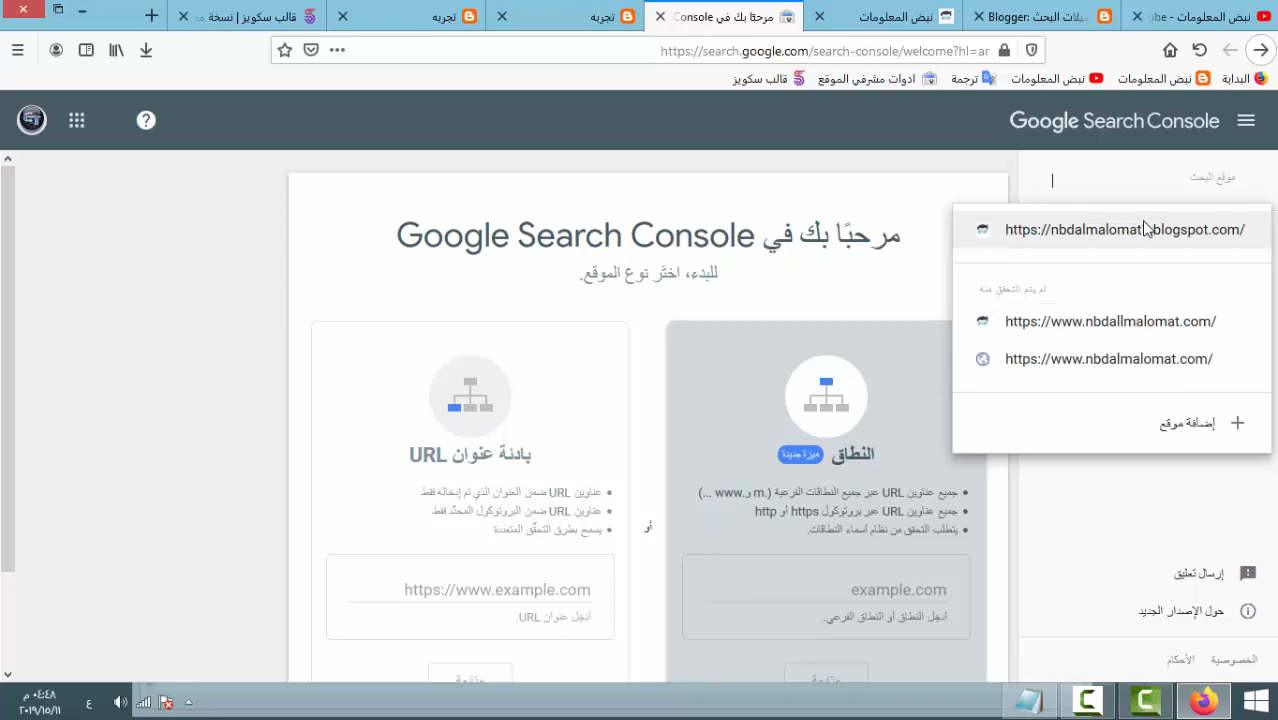 نبض المعلومات - ube
Blogger: سيلات البحث
نبض المعلومات
مرحبًا بك في Console
تجربه
تجربه
قالب سكويز | نسخة مد
https://search.google.com/search-console/welcome?hl=ar
البداية
نبض المعلومات
نبض المعلومات
ترجمة
ادوات مشرفي الموقع
قالب سكويز
Google Search Console
موقع البحث
https://nbdalmalomat.blogspot.com/
لم يتم التحقق منه
https://www.nbdallmalomat.com/
https://www.nbdalmalomat.com/
إضافة موقع
إرسال تعليق
حول الإصدار الجديد
الخصوصية
الأحكام
مرحبًا بك في Google Search Console
للبدء، اختَر نوع الموقع.
النطاق
ميزة جديدة
جميع عناوين URL عبر جميع النطاقات الفرعية (.m و.www ...)
جميع عناوين URL عبر بروتوكول https أو http
يتطلب التحقق من نظام أسماء النطاقات.
example.com
أدخِل النطاق أو النطاق الفرعي.
متابعة
أو
بادئة عنوان URL
عناوين URL ضمن العنوان الذي تم إدخاله فقط
عناوين URL ضمن البروتوكول المحدّد فقط
يسمح بطرق التحقّق المتعددة
https://www.example.com
أدخِل عنوان URL.
متابعة
ع
٠٤:٤٨ م
٢٠١٩/١٥/١١